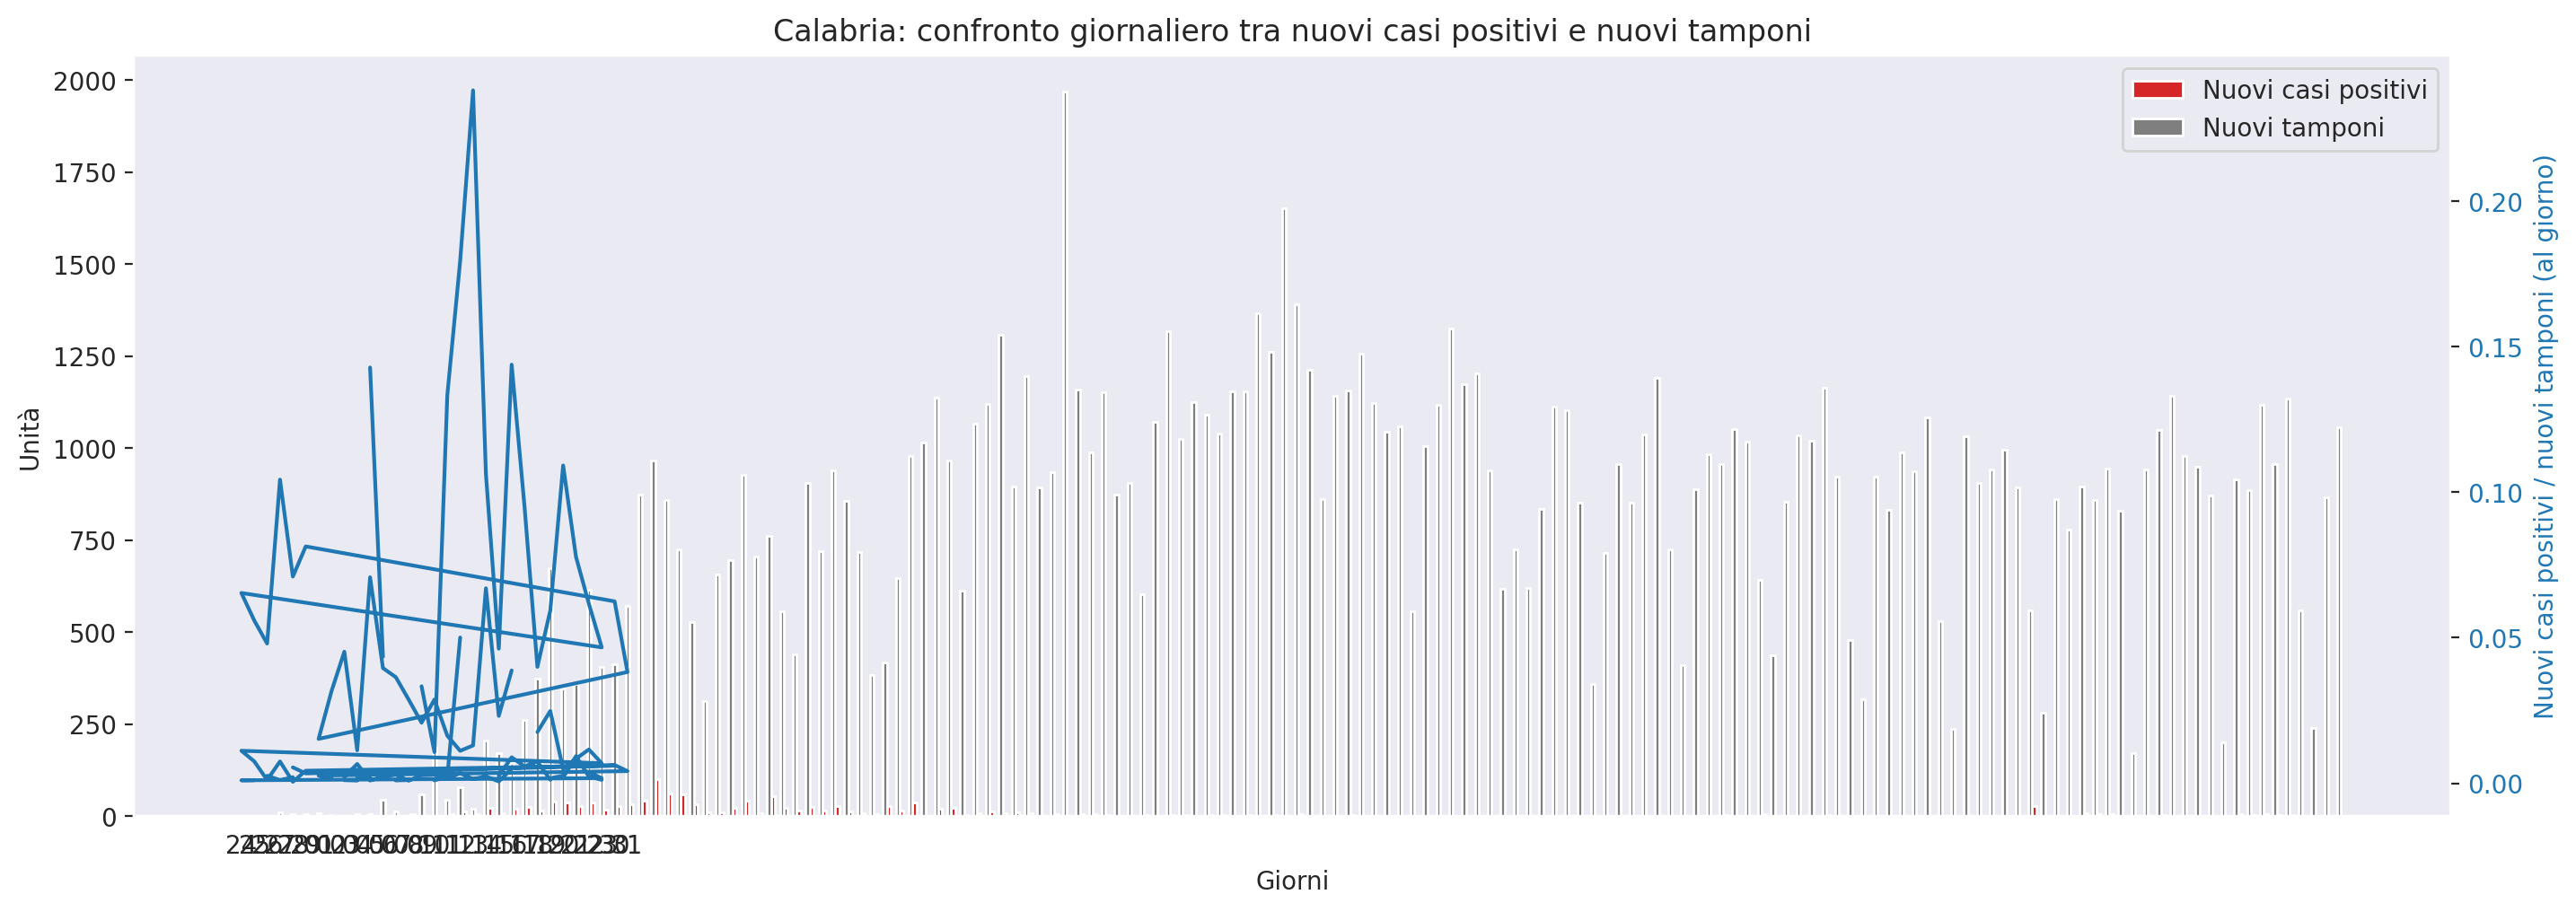 Calabria: confronto giornaliero tra nuovi casi positivi e nuovi tamponi
Nuovi casi positivi
Nuovi tamponi
2000
1750
1500
1250
1000
750
500
250
0
Unità
0.20
0.15
0.10
0.05
0.00
Nuovi casi positivi / nuovi tamponi (al giorno)
Giorni